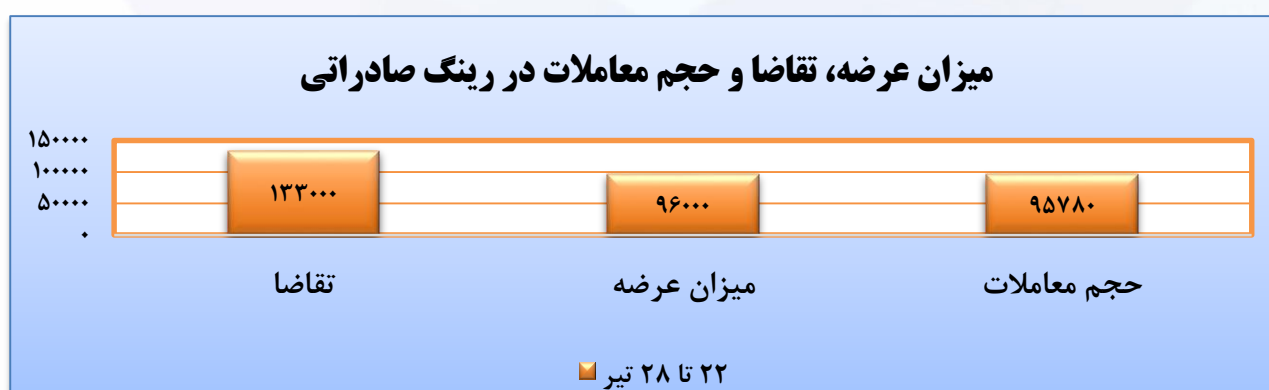 میزان عرضه، تقاضا و حجم معاملات در رینگ صادراتی
۱۵۰۰۰۰
۱۰۰۰۰۰
۵۰۰۰۰
۰
۱۳۳۰۰۰
۹۶۰۰۰
۹۵۷۸۰
تقاضا
میزان عرضه
حجم معاملات
۲۲ تا ۲۸ تیر